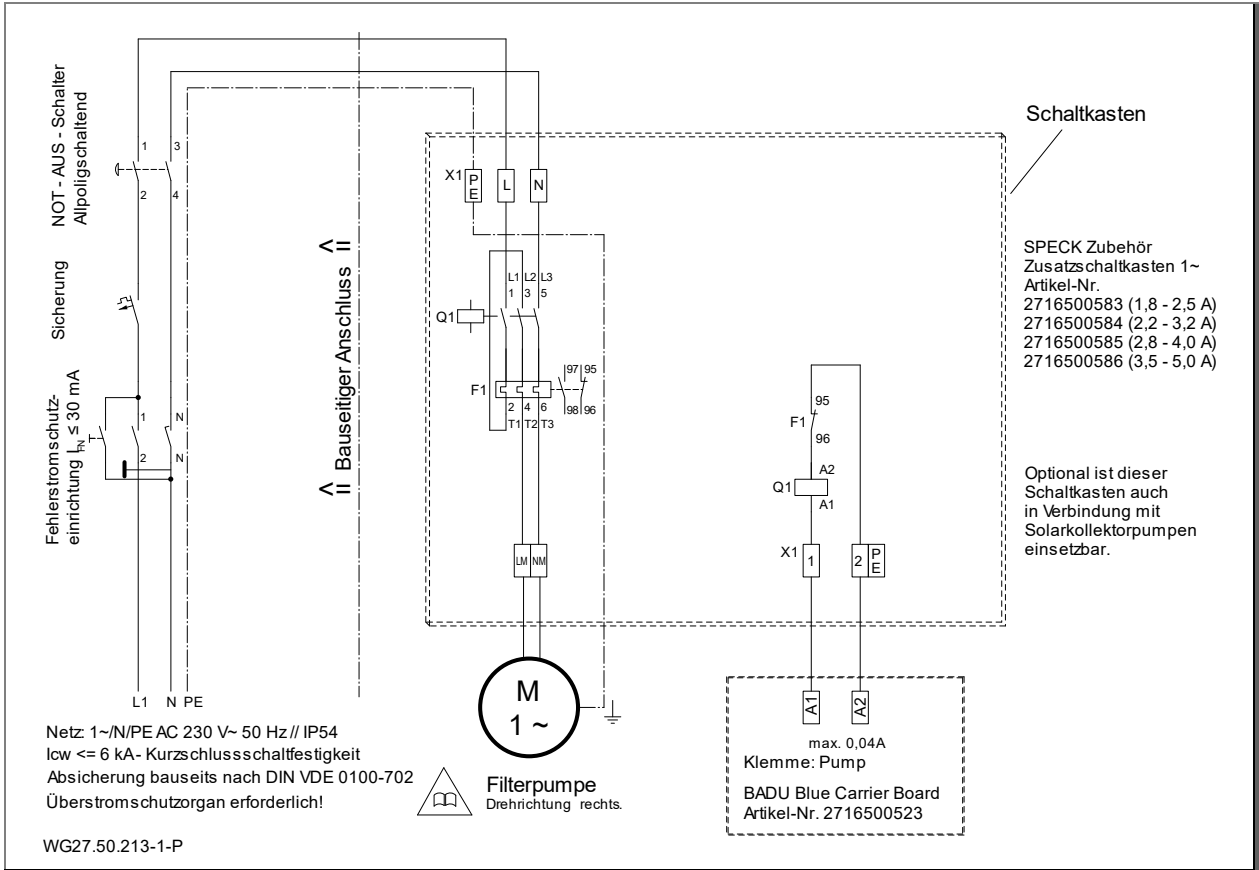 NOT - AUS - Schalter
Allpoligschaltend
1
3
2
4
Sicherung
Fehlerstromschutz-
einrichtung I_FN ≤ 30 mA
1
N
2
N
L1 N PE
<= Bauseitiger Anschluss <=
Schaltkasten
X1
PE
L
N
L1 L2 L3
1 3 5
Q1
F1
97 95
98 96
2 4 6
T1 T2 T3
LM NM
M
1 ~
Filterpumpe
Drehrichtung rechts.
95
F1
96
A2
Q1
A1
X1
1
2
PE
A1
A2
max. 0,04A
Klemme: Pump
BADU Blue Carrier Board
Artikel-Nr. 2716500523
SPECK Zubehör
Zusatzschaltkasten 1~
Artikel-Nr.
2716500583 (1,8 - 2,5 A)
2716500584 (2,2 - 3,2 A)
2716500585 (2,8 - 4,0 A)
2716500586 (3,5 - 5,0 A)
Optional ist dieser
Schaltkasten auch
in Verbindung mit
Solarkollektorpumpen
einsetzbar.
Netz: 1~/N/PE AC 230 V~ 50 Hz // IP54
Icw <= 6 kA- Kurzschlussschaltfestigkeit
Absicherung bauseits nach DIN VDE 0100-702
Überstromschutzorgan erforderlich!
WG27.50.213-1-P